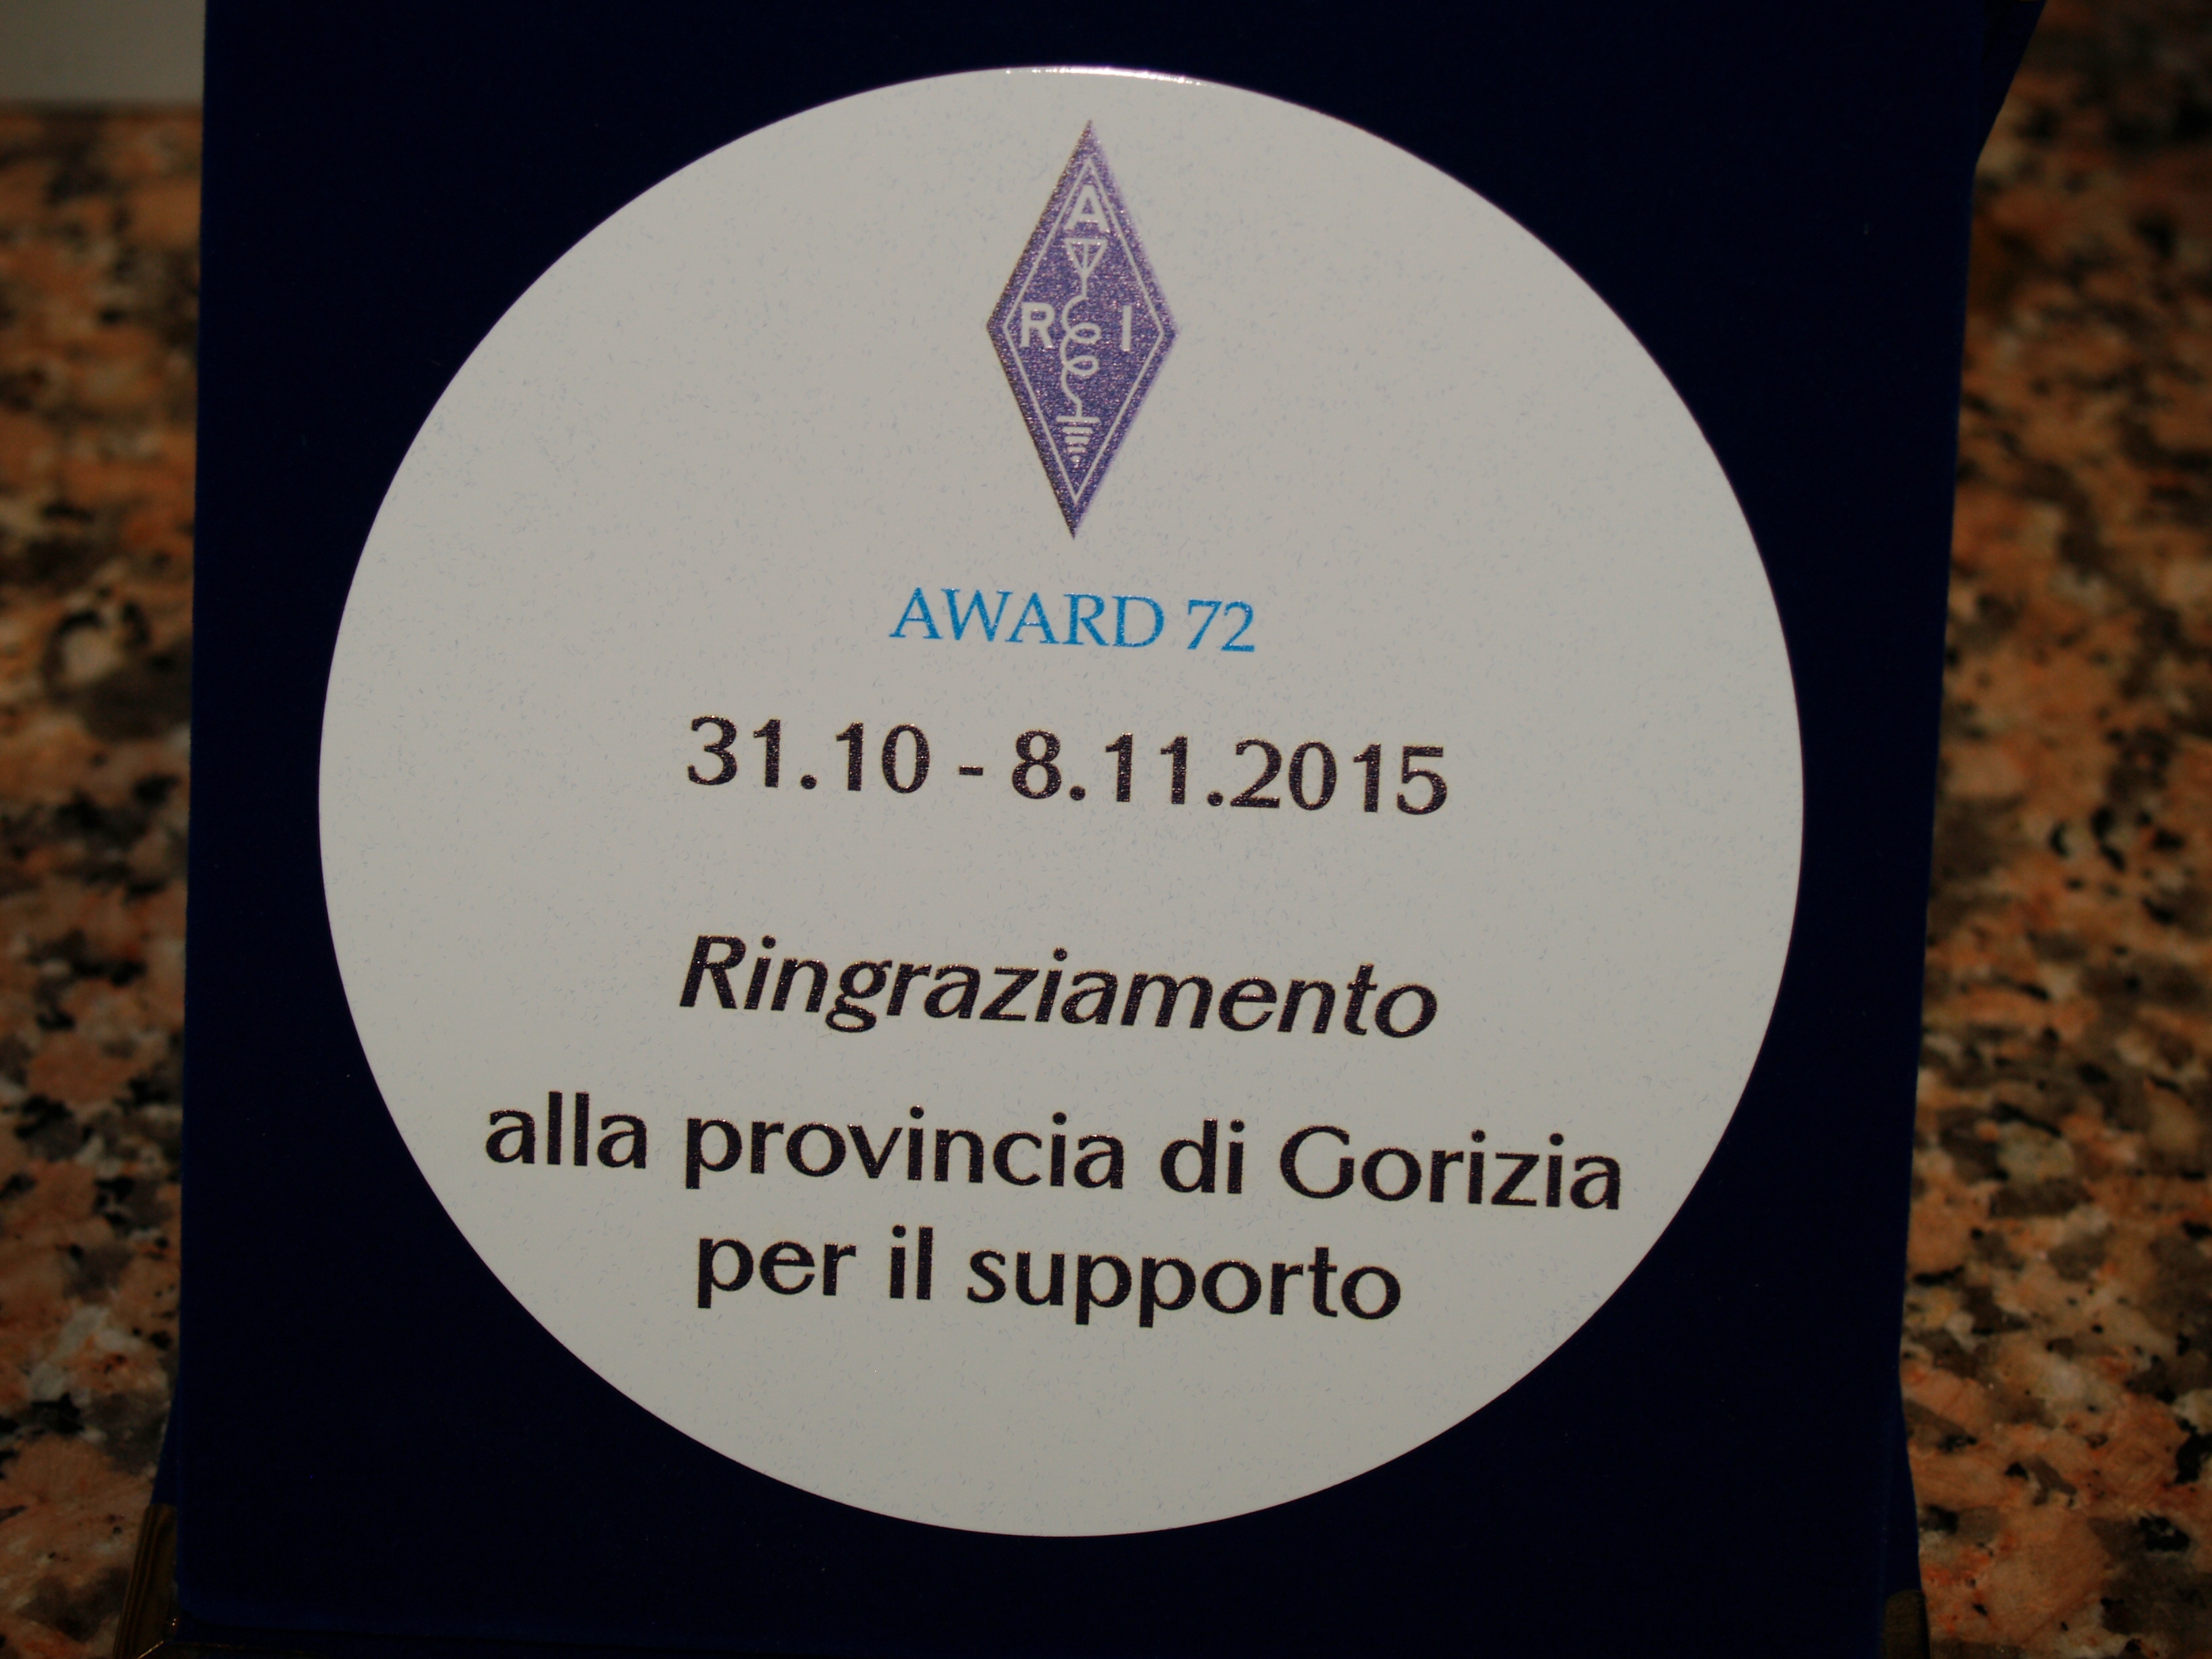 A
R I
AWARD 72
31.10 - 8.11.2015
Ringraziamento
alla provincia di Gorizia
per il supporto